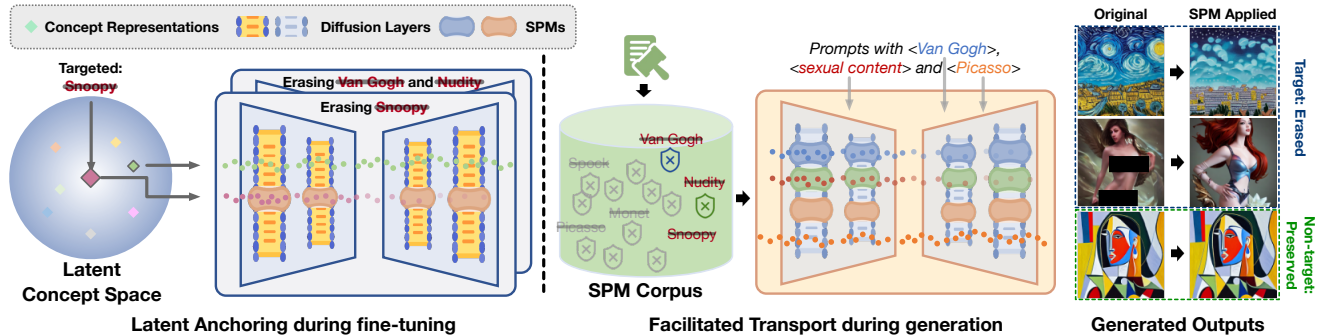 Concept Representations
Diffusion Layers
SPMs
Targeted:
Snoopy
Latent
Concept Space
Erasing Van Gogh and Nudity
Erasing Snoopy
Latent Anchoring during fine-tuning
Van Gogh
Spock
Nudity
Monet
Picasso
Snoopy
SPM Corpus
Prompts with <Van Gogh>,
<sexual content> and <Picasso>
Facilitated Transport during generation
Original
SPM Applied
Target: Erased
Non-target:
Preserved
Generated Outputs